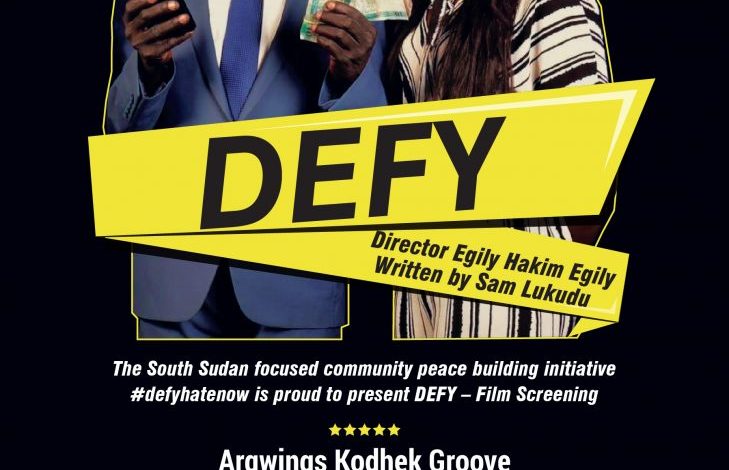 DEFY
Director Egily Hakim Egily
Written by Sam Lukudu
The South Sudan focused community peace building initiative
#defyhatenow is proud to present DEFY – Film Screening
Argwings Kodhek Groove